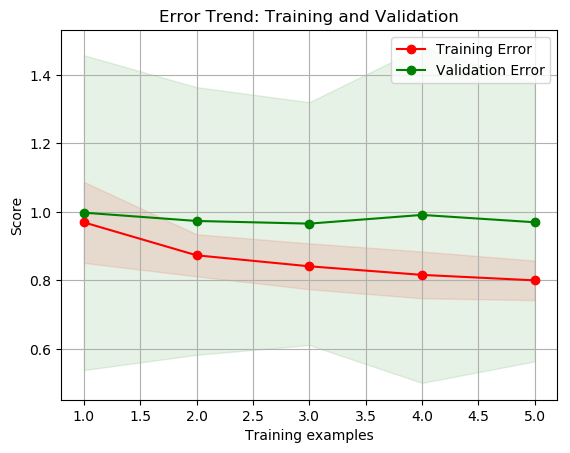 Error Trend: Training and Validation
Training Error
Validation Error
Score
1.4
1.2
1.0
0.8
0.6
1.0 1.5 2.0 2.5 3.0 3.5 4.0 4.5 5.0
Training examples